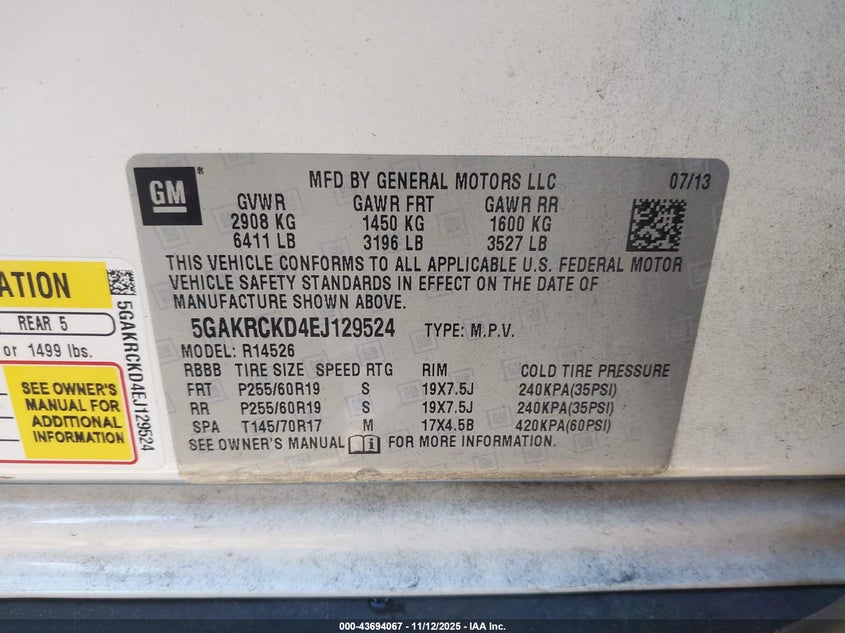 GM
MFD BY GENERAL MOTORS LLC 07/13
GVWR GAWR FRT GAWR RR
2908 KG 1450 KG 1600 KG
6411 LB 3196 LB 3527 LB
THIS VEHICLE CONFORMS TO ALL APPLICABLE U.S. FEDERAL MOTOR
VEHICLE SAFETY STANDARDS IN EFFECT ON THE DATE OF
MANUFACTURE SHOWN ABOVE.
5GAKRCKD4EJ129524 TYPE: M.P.V.
MODEL: R14526
RBBB TIRE SIZE SPEED RTG RIM COLD TIRE PRESSURE
FRT P255/60R19 S 19X7.5J 240KPA(35PSI)
RR P255/60R19 S 19X7.5J 240KPA(35PSI)
SPA T145/70R17 M 17X4.5B 420KPA(60PSI)
SEE OWNER'S MANUAL FOR MORE INFORMATION.
ATION
REAR 5
or 1499 lbs.
SEE OWNER'S
MANUAL FOR
ADDITIONAL
INFORMATION
5GAKRCKD4EJ129524
000-43694067 - 11/12/2025 - IAA Inc.